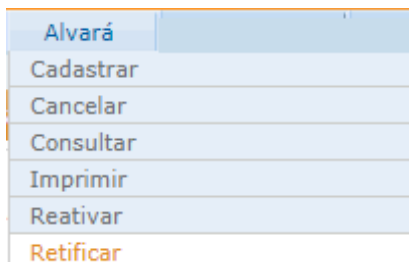 Alvará
Cadastrar
Cancelar
Consultar
Imprimir
Reativar
Retificar